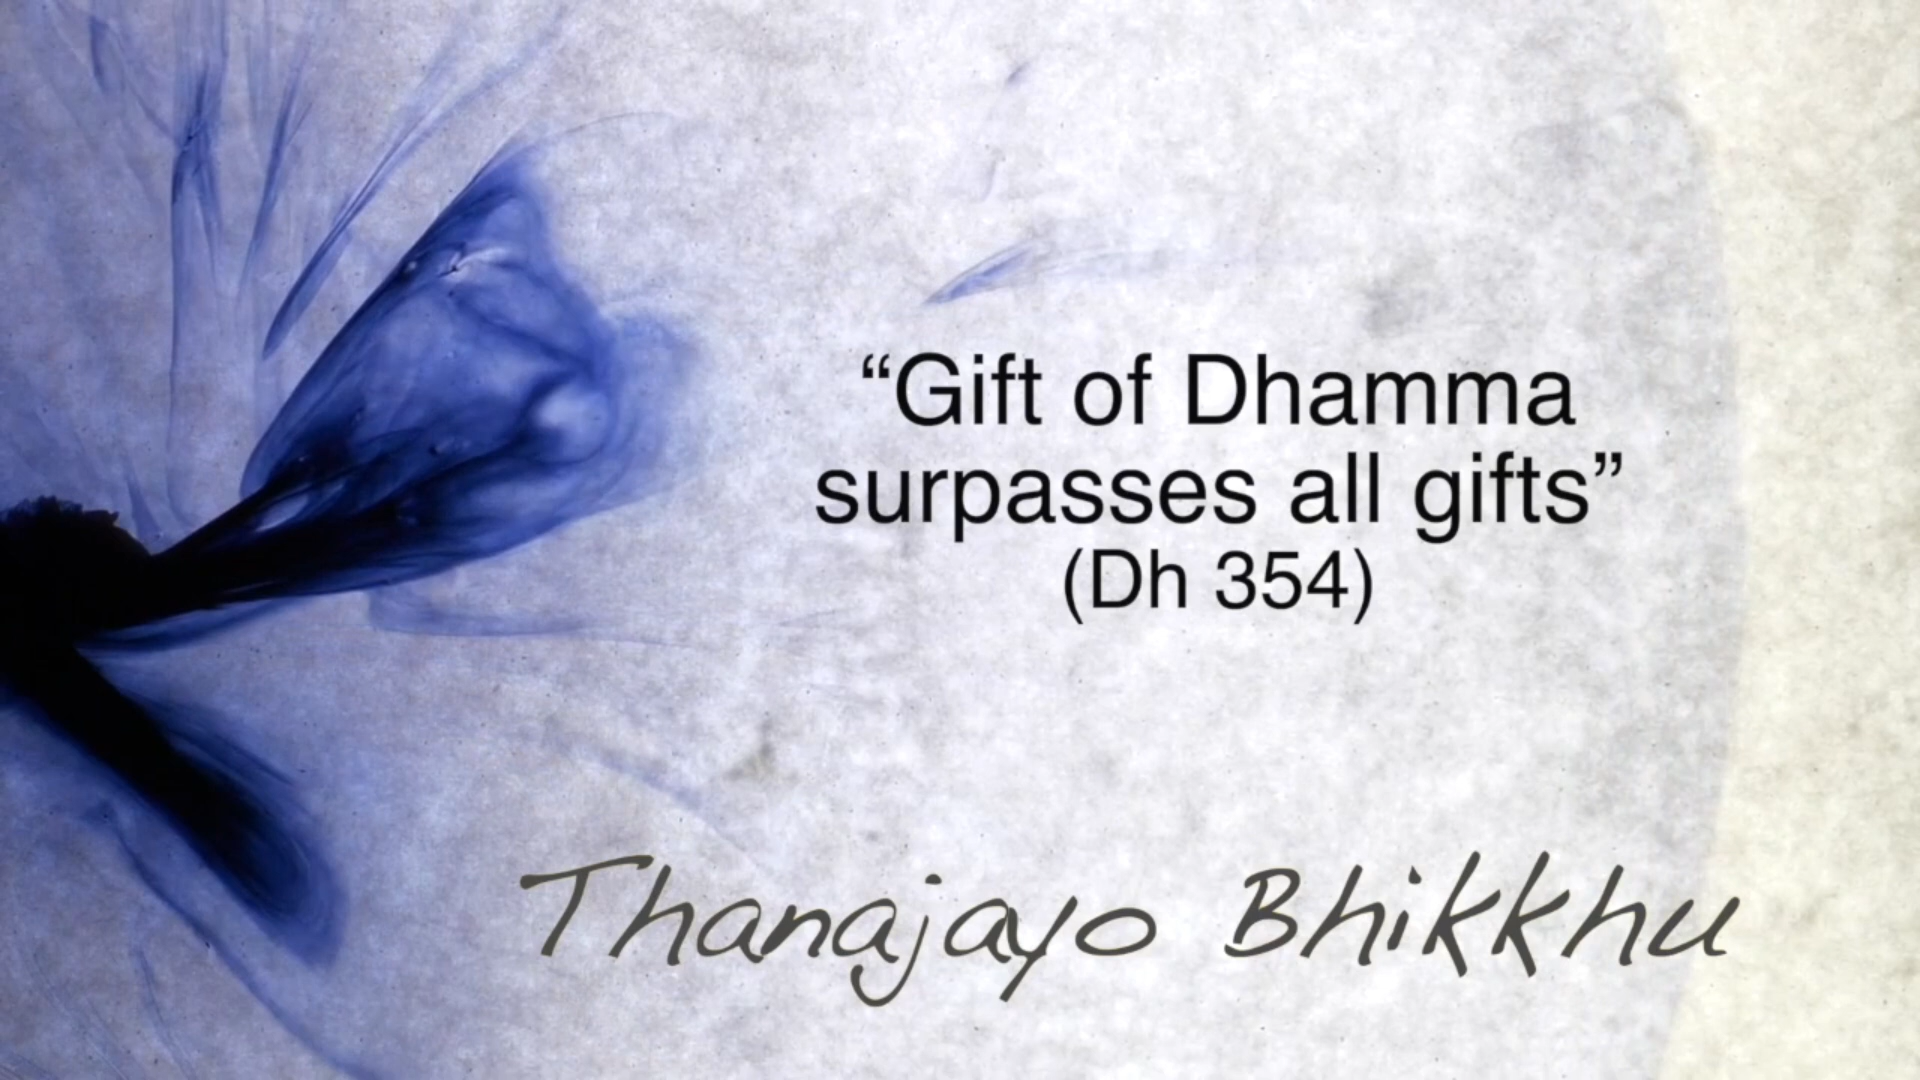 “Gift of Dhamma
surpasses all gifts”
(Dh 354)
Thanajayo Bhikkhu